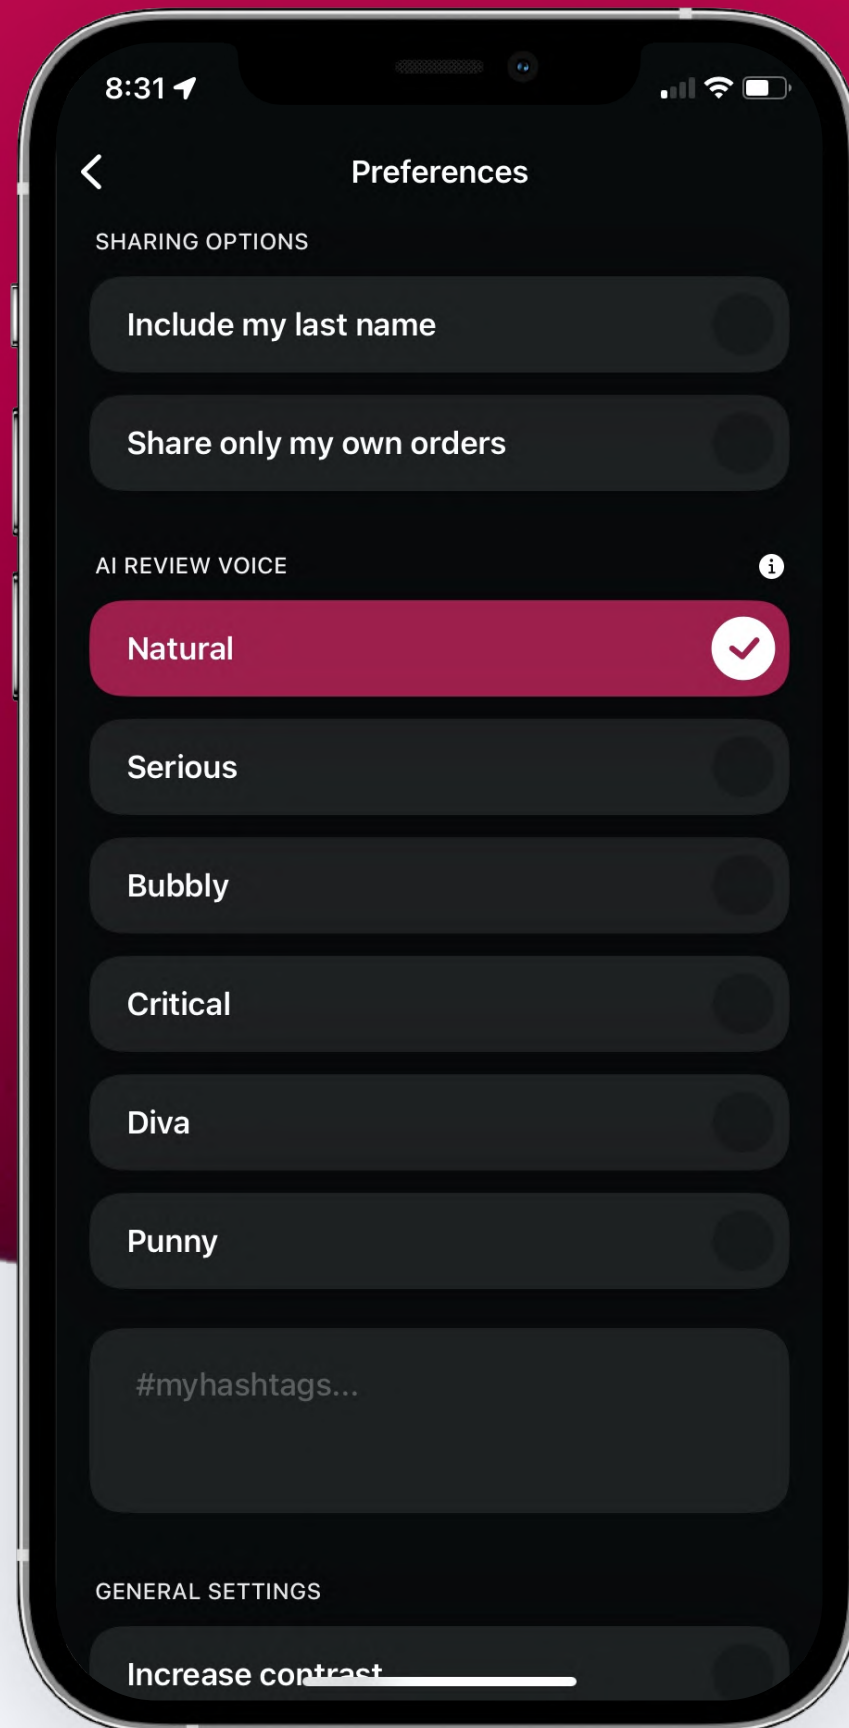 8:31
Preferences
SHARING OPTIONS
Include my last name
Share only my own orders
AI REVIEW VOICE
Natural
Serious
Bubbly
Critical
Diva
Punny
#myhashtags...
GENERAL SETTINGS
Increase contrast